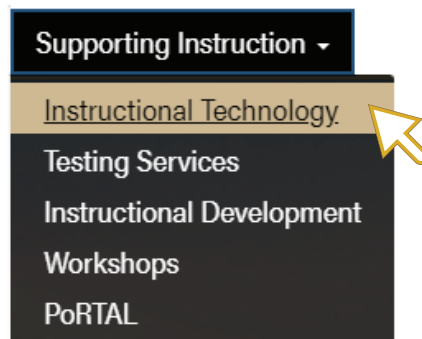 Supporting Instruction
Instructional Technology
Testing Services
Instructional Development
Workshops
PoRTAL